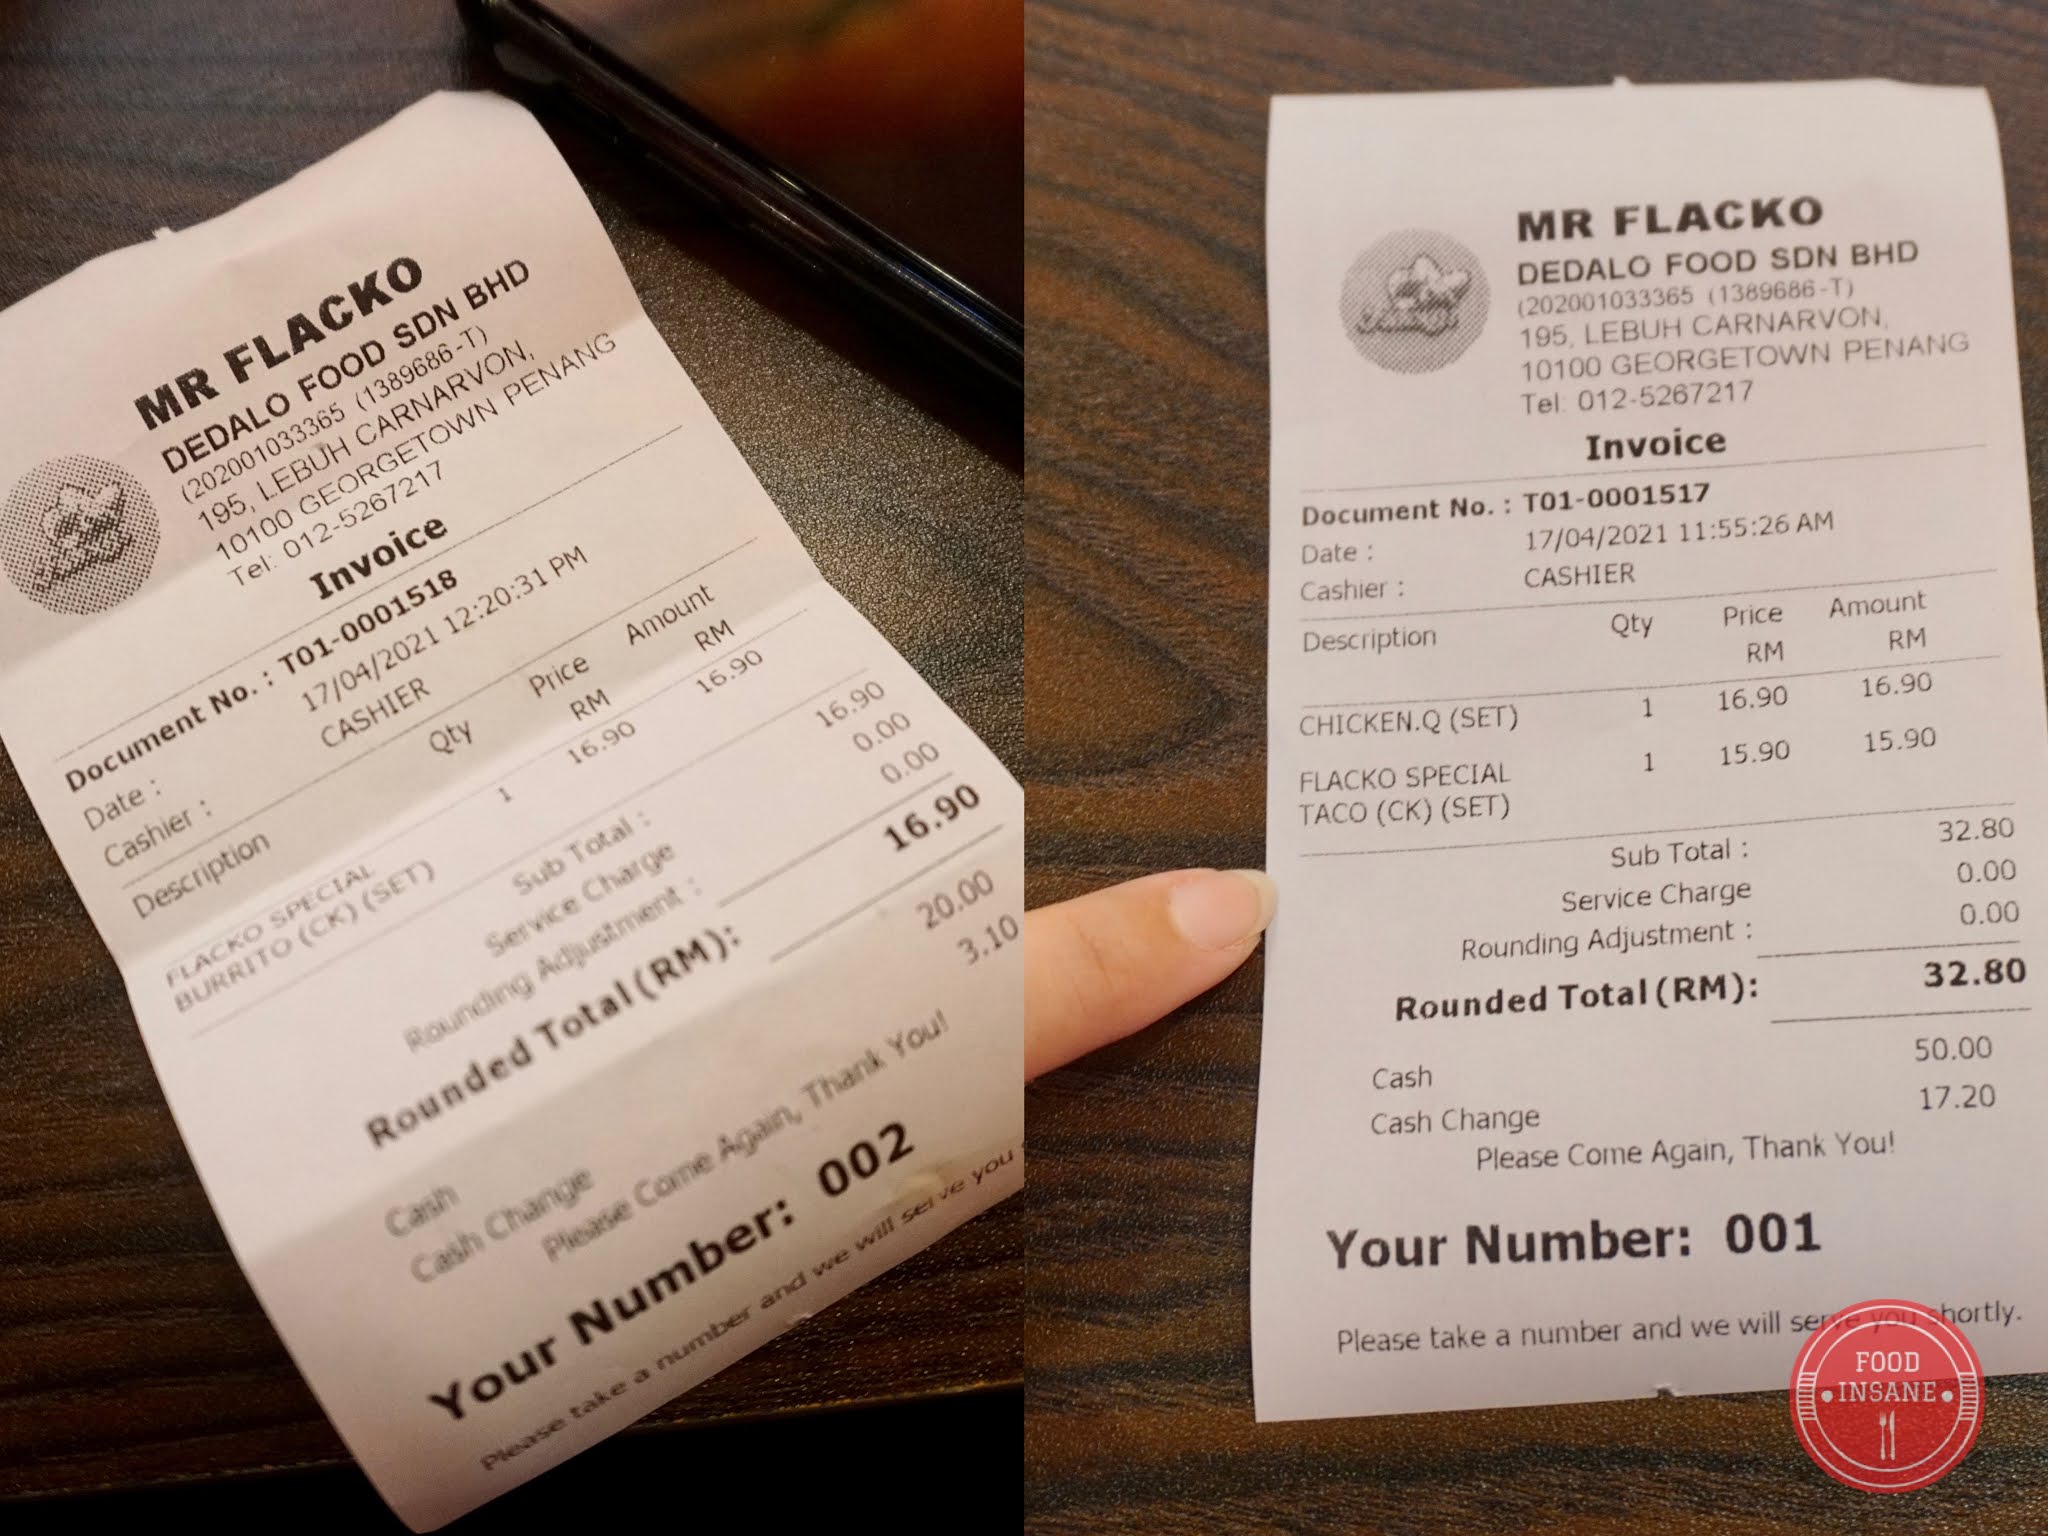 MR FLACKO
DEDALO FOOD SDN BHD
(202001033365 (1389686-T)
195, LEBUH CARNARVON,
10100 GEORGETOWN PENANG
Tel: 012-5267217
Invoice
Document No. : T01-0001518
Date : 17/04/2021 12:20:31 PM
Cashier : CASHIER
Description Qty Price Amount
RM RM
FLACKO SPECIAL 1 16.90 16.90
BURRITO (CK) (SET)
Sub Total : 16.90
Service Charge 0.00
Rounding Adjustment : 0.00
Rounded Total(RM): 16.90
Cash 20.00
Cash Change 3.10
Please Come Again, Thank You!
Your Number: 002
Please take a number and we will serve you
MR FLACKO
DEDALO FOOD SDN BHD
(202001033365 (1389686-T)
195, LEBUH CARNARVON,
10100 GEORGETOWN PENANG
Tel: 012-5267217
Invoice
Document No. : T01-0001517
Date : 17/04/2021 11:55:26 AM
Cashier : CASHIER
Description Qty Price Amount
RM RM
CHICKEN.Q (SET) 1 16.90 16.90
FLACKO SPECIAL 1 15.90 15.90
TACO (CK) (SET)
Sub Total : 32.80
Service Charge 0.00
Rounding Adjustment : 0.00
Rounded Total(RM): 32.80
Cash 50.00
Cash Change 17.20
Please Come Again, Thank You!
Your Number: 001
Please take a number and we will serve you shortly.
FOOD
INSANE